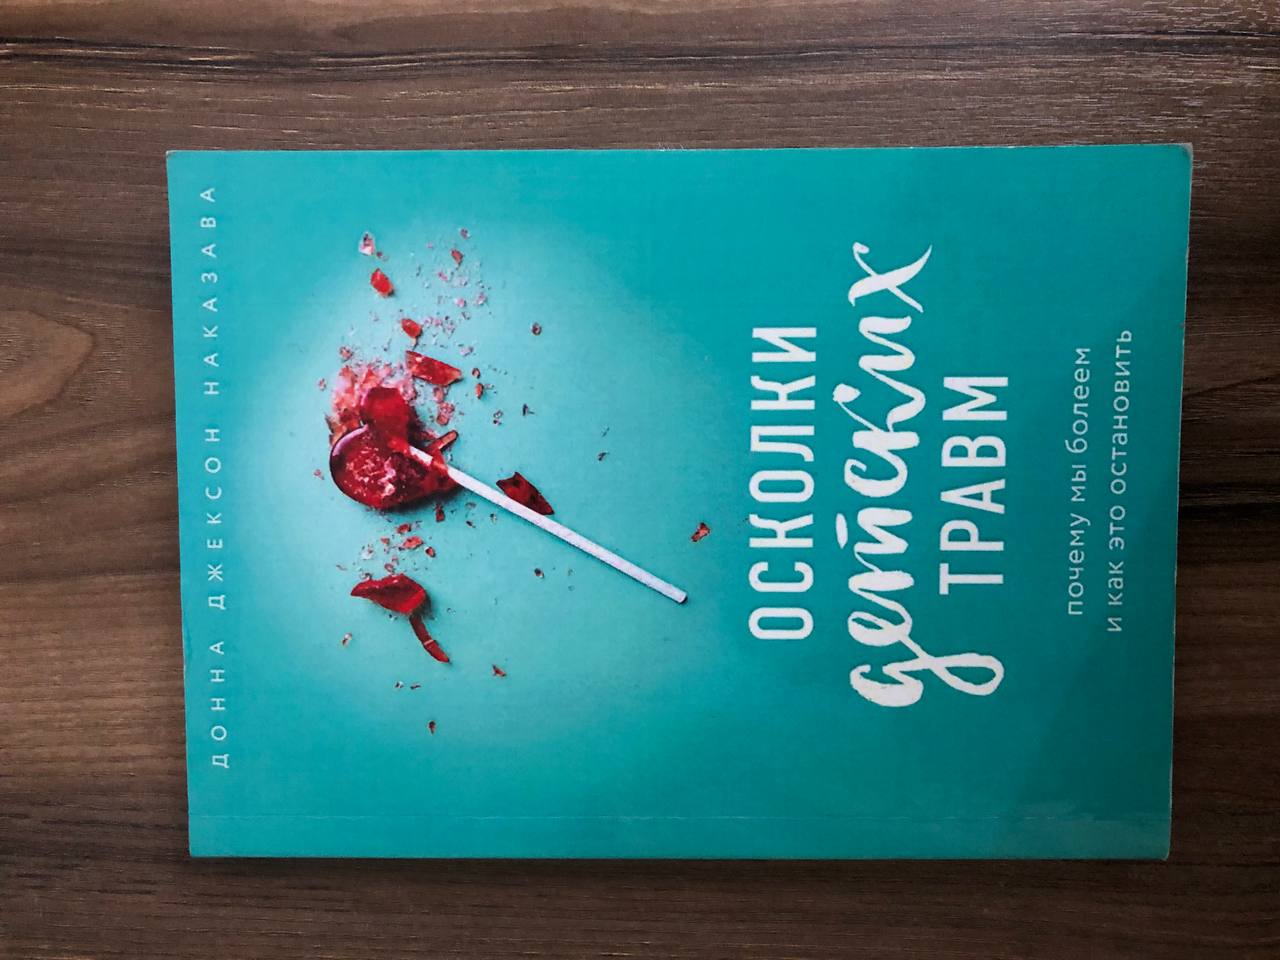 ДОННА ДЖЕКСОН НАКАЗАВА
ОСКОЛКИ
детских
ТРАВМ
почему мы болеем
и как это остановить